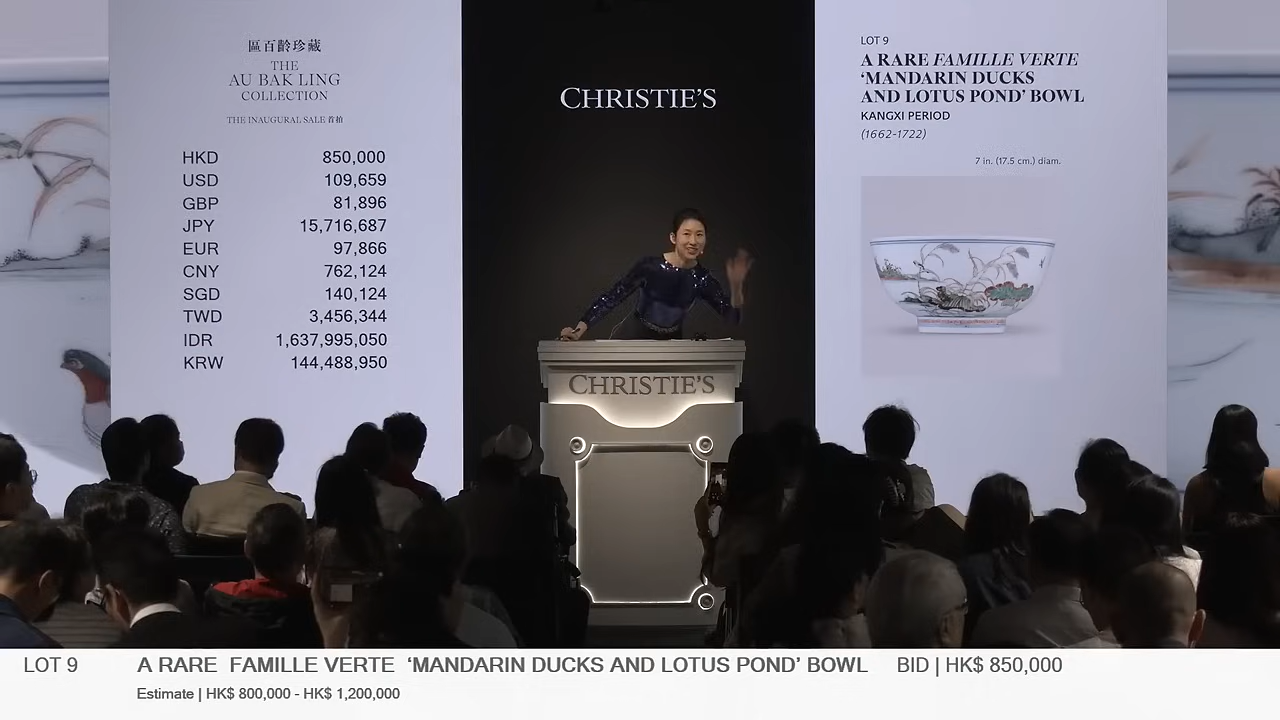 區百齡珍藏
THE
AU BAK LING
COLLECTION
THE INAUGURAL SALE 首拍
HKD 850,000
USD 109,659
GBP 81,896
JPY 15,716,687
EUR 97,866
CNY 762,124
SGD 140,124
TWD 3,456,344
IDR 1,637,995,050
KRW 144,488,950
CHRISTIE'S
CHRISTIE'S
LOT 9
A RARE FAMILLE VERTE
‘MANDARIN DUCKS
AND LOTUS POND’ BOWL
KANGXI PERIOD
(1662-1722)
7 in. (17.5 cm.) diam.
LOT 9 A RARE FAMILLE VERTE ‘MANDARIN DUCKS AND LOTUS POND’ BOWL BID | HK$ 850,000
Estimate | HK$ 800,000 - HK$ 1,200,000